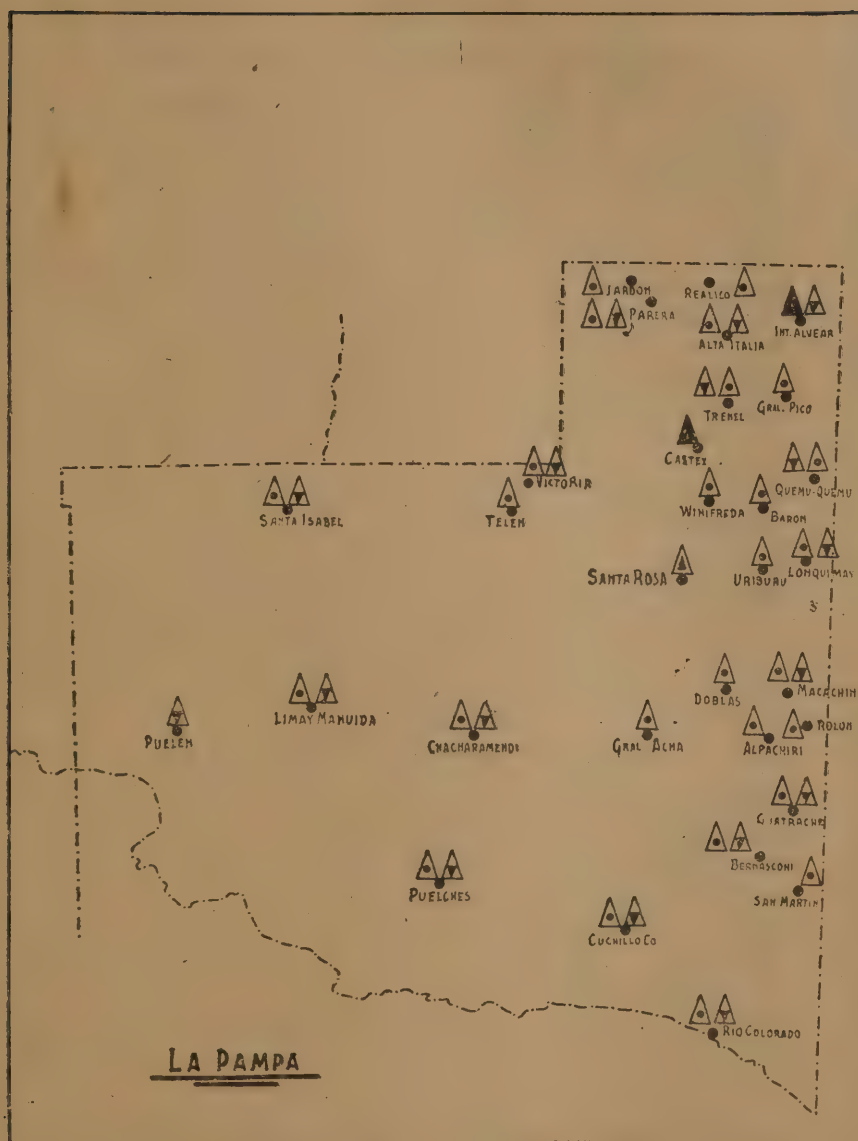 JARDON
REALICO
PARERA
INT. ALVEAR
ALTA ITALIA
TRENEL
GRAL. PICO
CASTEX
VICTORIA
QUEMU-QUEMU
SANTA ISABEL
TELEN
WINIFREDA
BARON
SANTA ROSA
URIBURU
LONQUIMAY
3
DOBLAS
MACACHIN
LIMAY MAHUIDA
ROLON
PUELEN
CHACHARAMENDI
GRAL ACHA
ALPACHIRI
GUATRACHE
BERNASCONI
PUELCHES
SAN MARTIN
CUCHILLO CO
RIO COLORADO
LA PAMPA